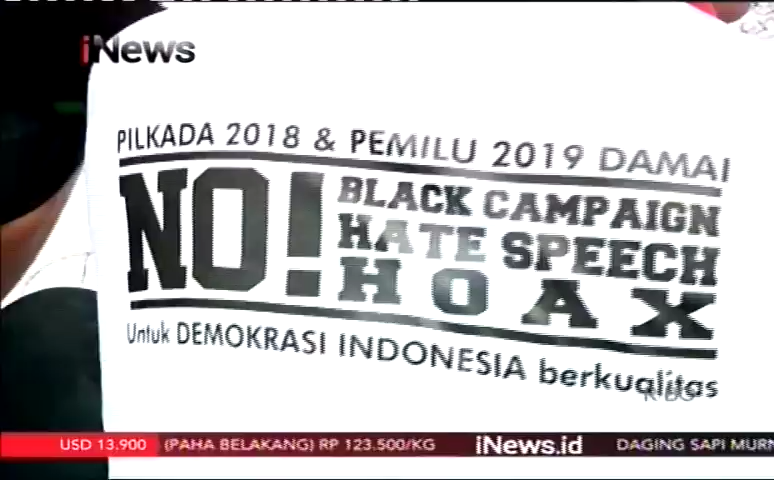 iNews
PILKADA 2018 & PEMILU 2019 DAMAI
NO! BLACK CAMPAIGN
HATE SPEECH
HOAX
Untuk DEMOKRASI INDONESIA berkualitas
USD 13.900 (PAHA BELAKANG) RP 123.500/KG iNews.id DAGING SAPI MURN